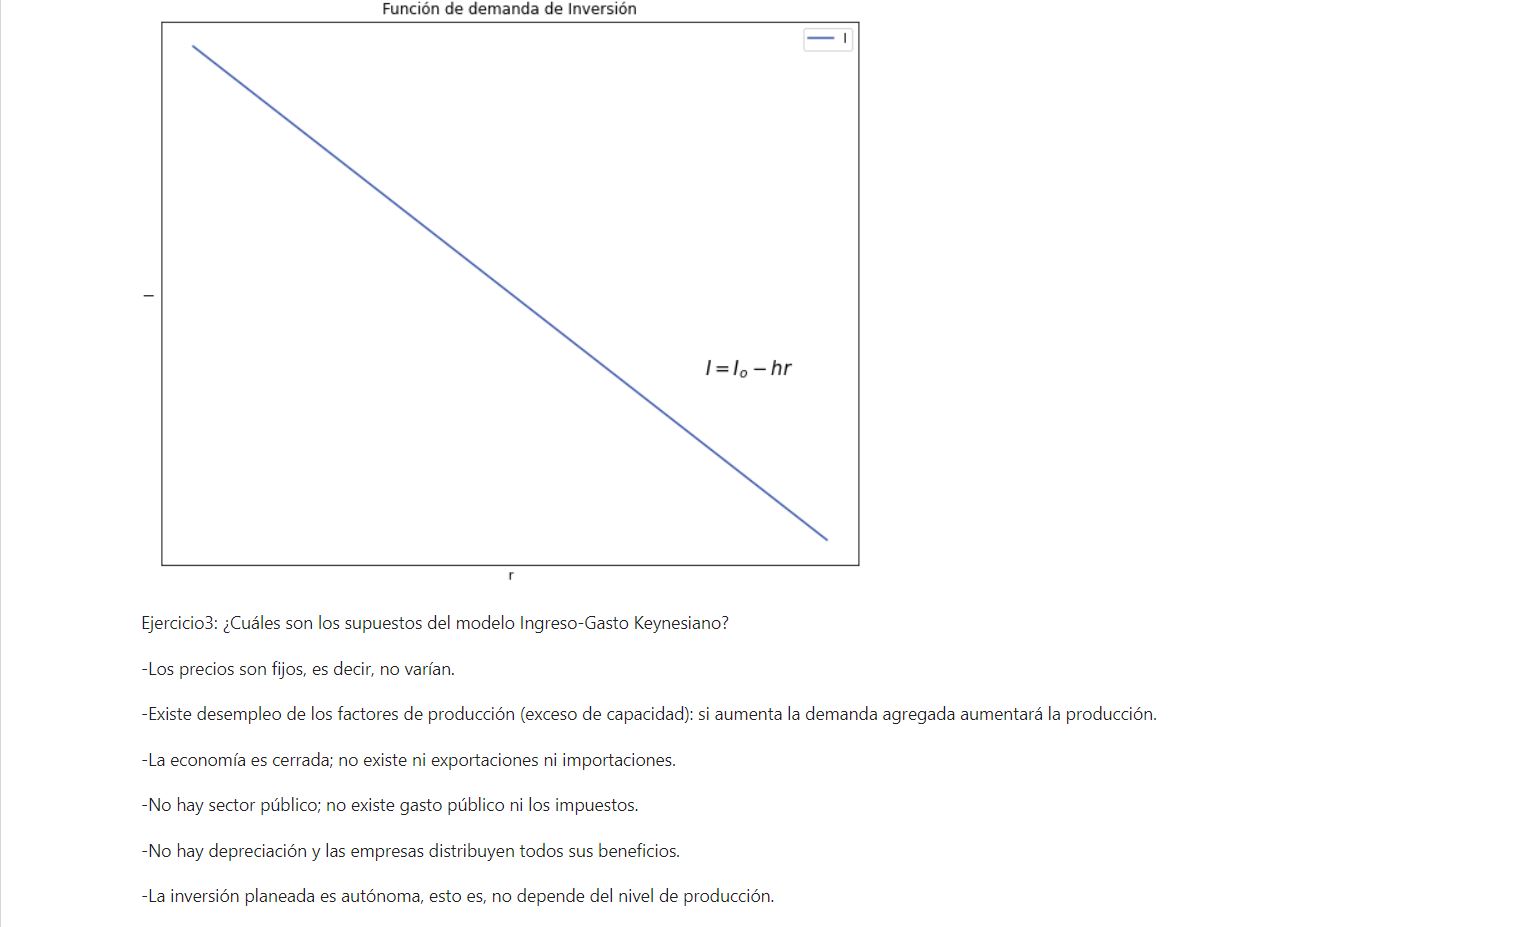 Función de demanda de Inversión
I
I
I = Iₒ − hr
r
Ejercicio3: ¿Cuáles son los supuestos del modelo Ingreso-Gasto Keynesiano?
-Los precios son fijos, es decir, no varían.
-Existe desempleo de los factores de producción (exceso de capacidad): si aumenta la demanda agregada aumentará la producción.
-La economía es cerrada; no existe ni exportaciones ni importaciones.
-No hay sector público; no existe gasto público ni los impuestos.
-No hay depreciación y las empresas distribuyen todos sus beneficios.
-La inversión planeada es autónoma, esto es, no depende del nivel de producción.